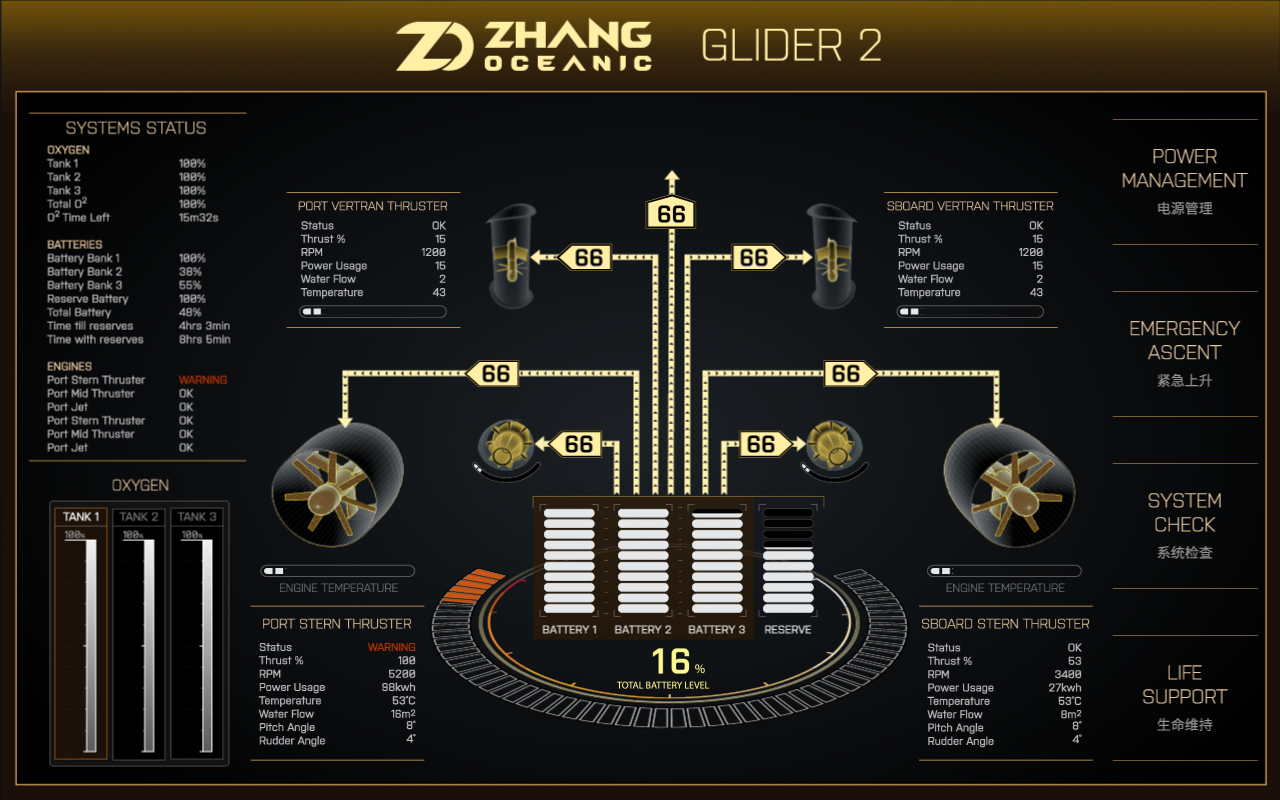 ZHANG
OCEANIC
GLIDER 2
SYSTEMS STATUS
OXYGEN
Tank 1 100%
Tank 2 100%
Tank 3 100%
Total O² 100%
O² Time Left 15m32s
BATTERIES
Battery Bank 1 100%
Battery Bank 2 38%
Battery Bank 3 55%
Reserve Battery 100%
Total Battery 48%
Time till reserves 4hrs 3min
Time with reserves 8hrs 5min
ENGINES
Port Stern Thruster WARNING
Port Mid Thruster OK
Port Jet OK
Port Stern Thruster OK
Port Mid Thruster OK
Port Jet OK
OXYGEN
TANK 1 TANK 2 TANK 3
100% 100% 100%
PORT VERTRAN THRUSTER
Status OK
Thrust % 15
RPM 1200
Power Usage 15
Water Flow 2
Temperature 43
66
66
66
66
66
66
66
SBOARD VERTRAN THRUSTER
Status OK
Thrust % 15
RPM 1200
Power Usage 15
Water Flow 2
Temperature 43
ENGINE TEMPERATURE
PORT STERN THRUSTER
Status WARNING
Thrust % 100
RPM 5200
Power Usage 98kwh
Temperature 53°C
Water Flow 16m²
Pitch Angle 8°
Rudder Angle 4°
BATTERY 1 BATTERY 2 BATTERY 3 RESERVE
16 %
TOTAL BATTERY LEVEL
ENGINE TEMPERATURE
SBOARD STERN THRUSTER
Status OK
Thrust % 53
RPM 3400
Power Usage 27kwh
Temperature 53°C
Water Flow 8m²
Pitch Angle 8°
Rudder Angle 4°
POWER
MANAGEMENT
电源管理
EMERGENCY
ASCENT
紧急上升
SYSTEM
CHECK
系统检查
LIFE
SUPPORT
生命维持